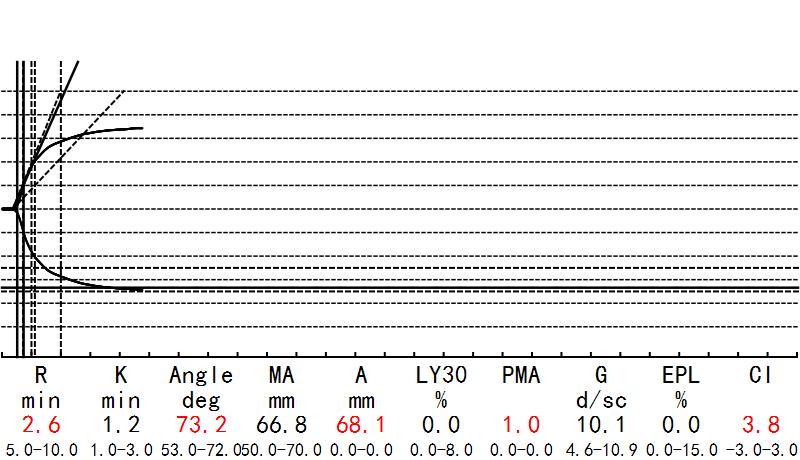 R K Angle MA A LY30 PMA G EPL CI
min min deg mm mm % d/sc %
2.6 1.2 73.2 66.8 68.1 0.0 1.0 10.1 0.0 3.8
5.0-10.0 1.0-3.0 53.0-72.0 50.0-70.0 0.0-0.0 0.0-8.0 0.0-0.0 4.6-10.9 0.0-15.0 -3.0-3.0